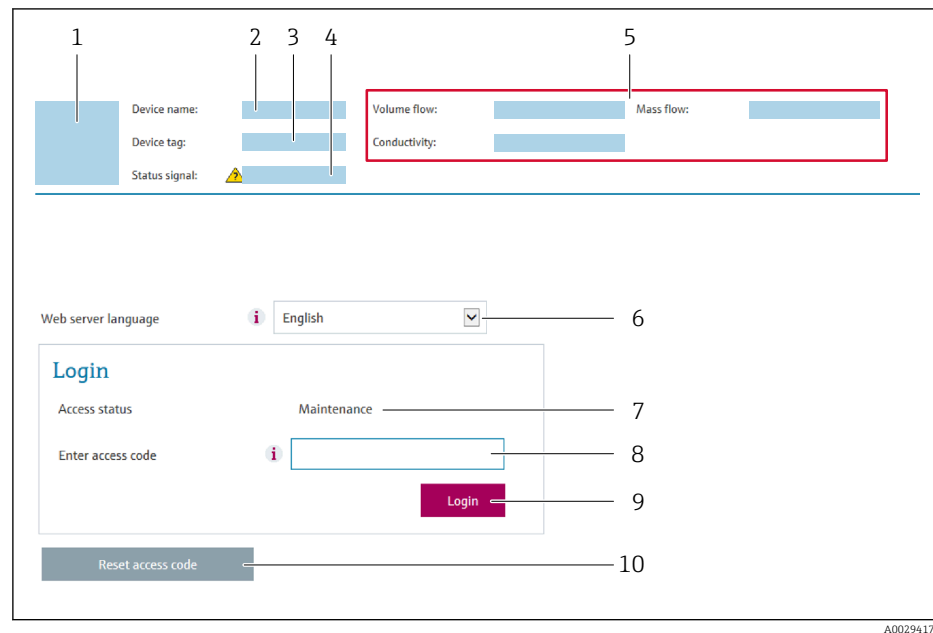 1 2 3 4 5
Device name: Volume flow: Mass flow:
Device tag: Conductivity:
Status signal: ?
Web server language i English 6
Login
Access status Maintenance 7
Enter access code i 8
Login 9
Reset access code 10
A0029417